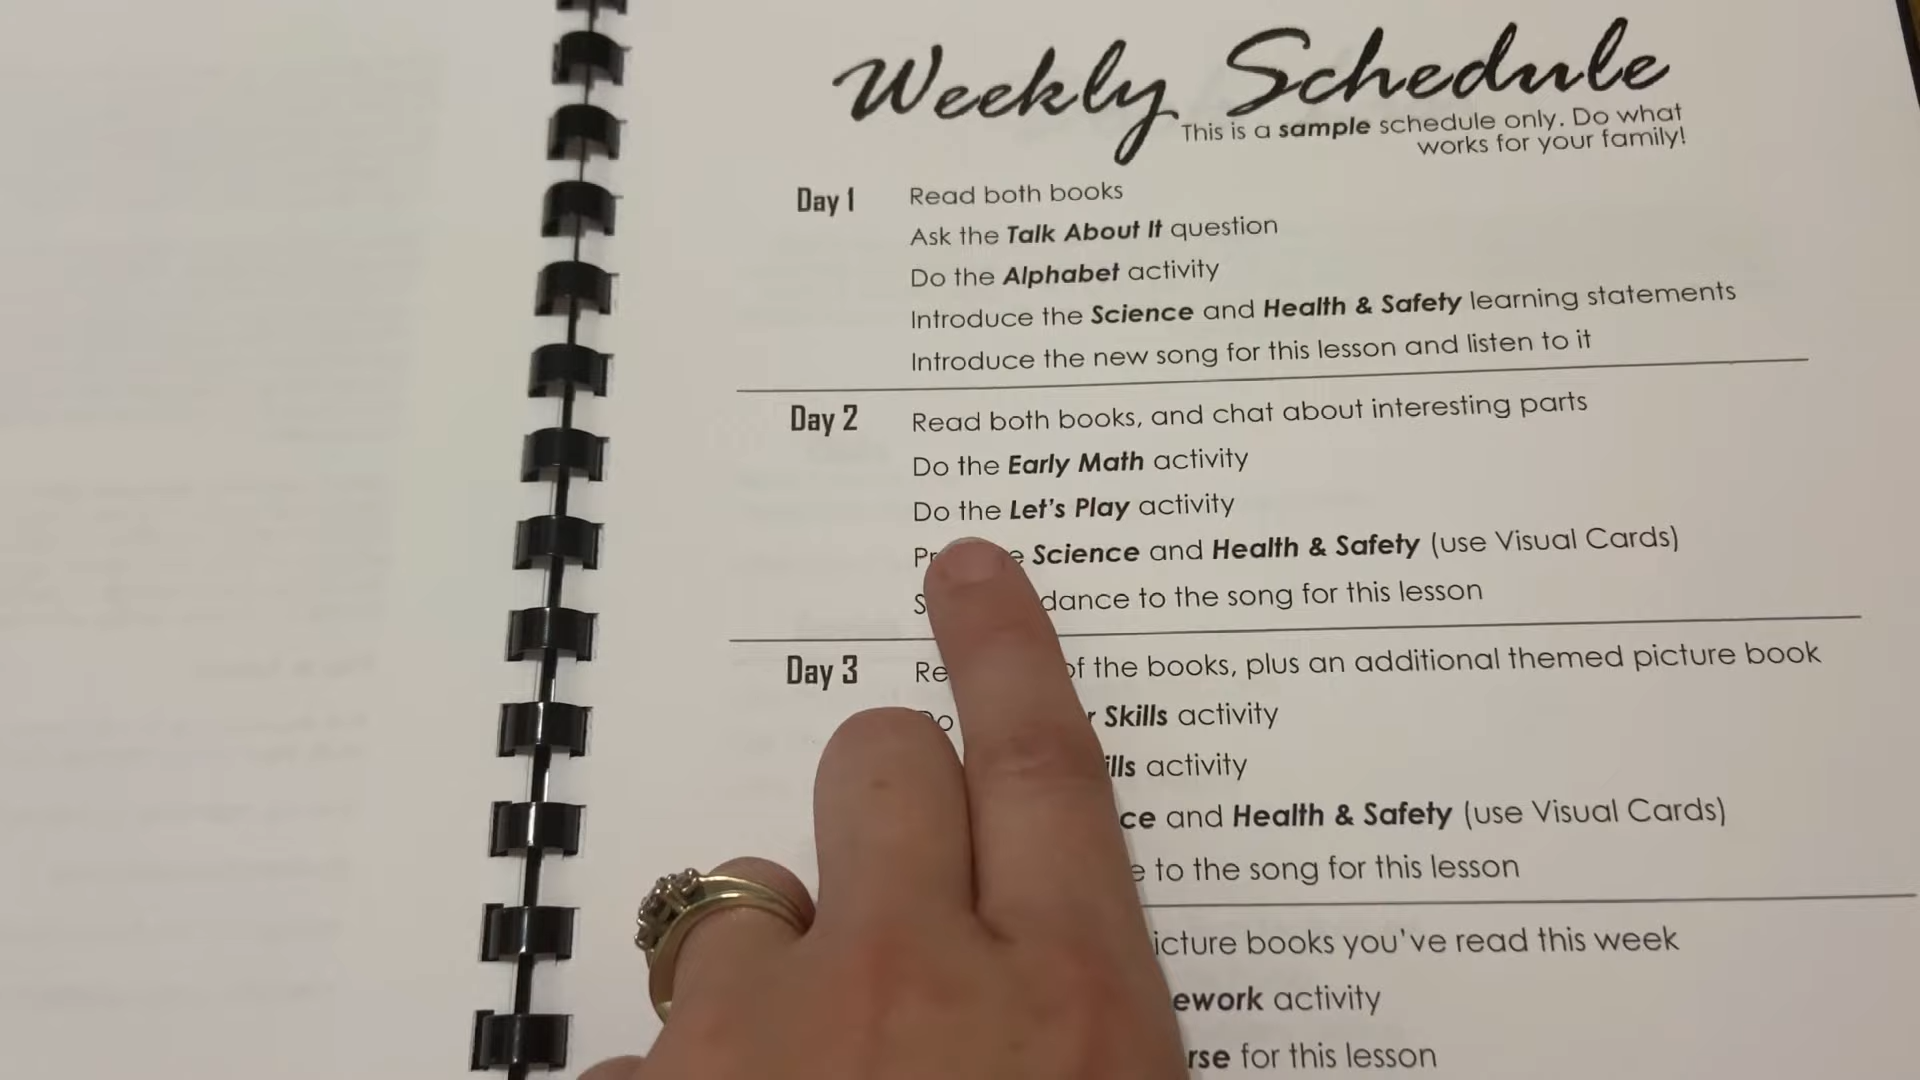 Weekly Schedule
This is a sample schedule only. Do what
works for your family!
Day 1 Read both books
Ask the Talk About It question
Do the Alphabet activity
Introduce the Science and Health & Safety learning statements
Introduce the new song for this lesson and listen to it
Day 2 Read both books, and chat about interesting parts
Do the Early Math activity
Do the Let's Play activity
Science and Health & Safety (use Visual Cards)
dance to the song for this lesson
Day 3 of the books, plus an additional themed picture book
Skills activity
activity
and Health & Safety (use Visual Cards)
to the song for this lesson
books you've read this week
activity
for this lesson